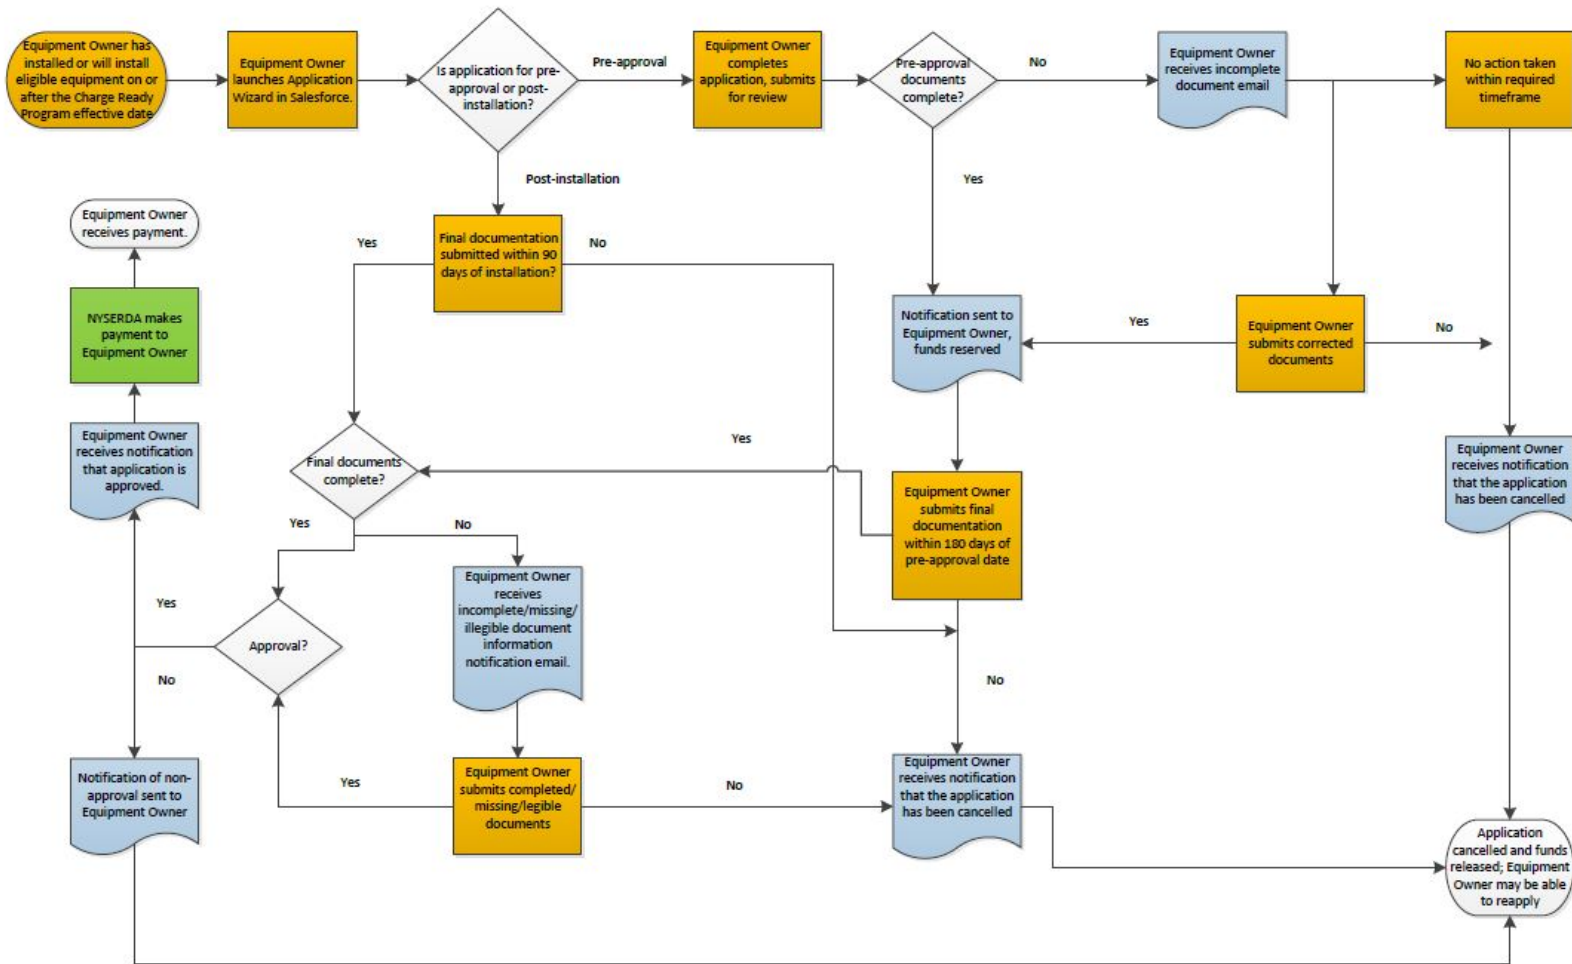 Equipment Owner has
installed or will install
eligible equipment on or
after the Charge Ready
Program effective date
Equipment Owner
launches Application
Wizard in Salesforce.
Is application for pre-
approval or post-
installation?
Pre-approval
Equipment Owner
completes
application, submits
for review
Pre-approval
documents
complete?
No
Equipment Owner
receives incomplete
document email
No action taken
within required
timeframe
Post-installation
Yes
Equipment Owner
receives payment.
Yes
Final documentation
submitted within 90
days of installation?
No
NYSERDA makes
payment to
Equipment Owner
Notification sent to
Equipment Owner,
funds reserved
Yes
Equipment Owner
submits corrected
documents
No
Equipment Owner
receives notification
that application is
approved.
Final documents
complete?
Yes
Equipment Owner
receives notification
that the application
has been cancelled
Equipment Owner
submits final
documentation
within 180 days of
pre-approval date
Yes
No
Equipment Owner
receives
incomplete/missing/
illegible document
information
notification email.
Yes
Approval?
No
No
Notification of non-
approval sent to
Equipment Owner
Yes
Equipment Owner
submits completed/
missing/legible
documents
No
Equipment Owner
receives notification
that the application
has been cancelled
Application
cancelled and funds
released; Equipment
Owner may be able
to reapply